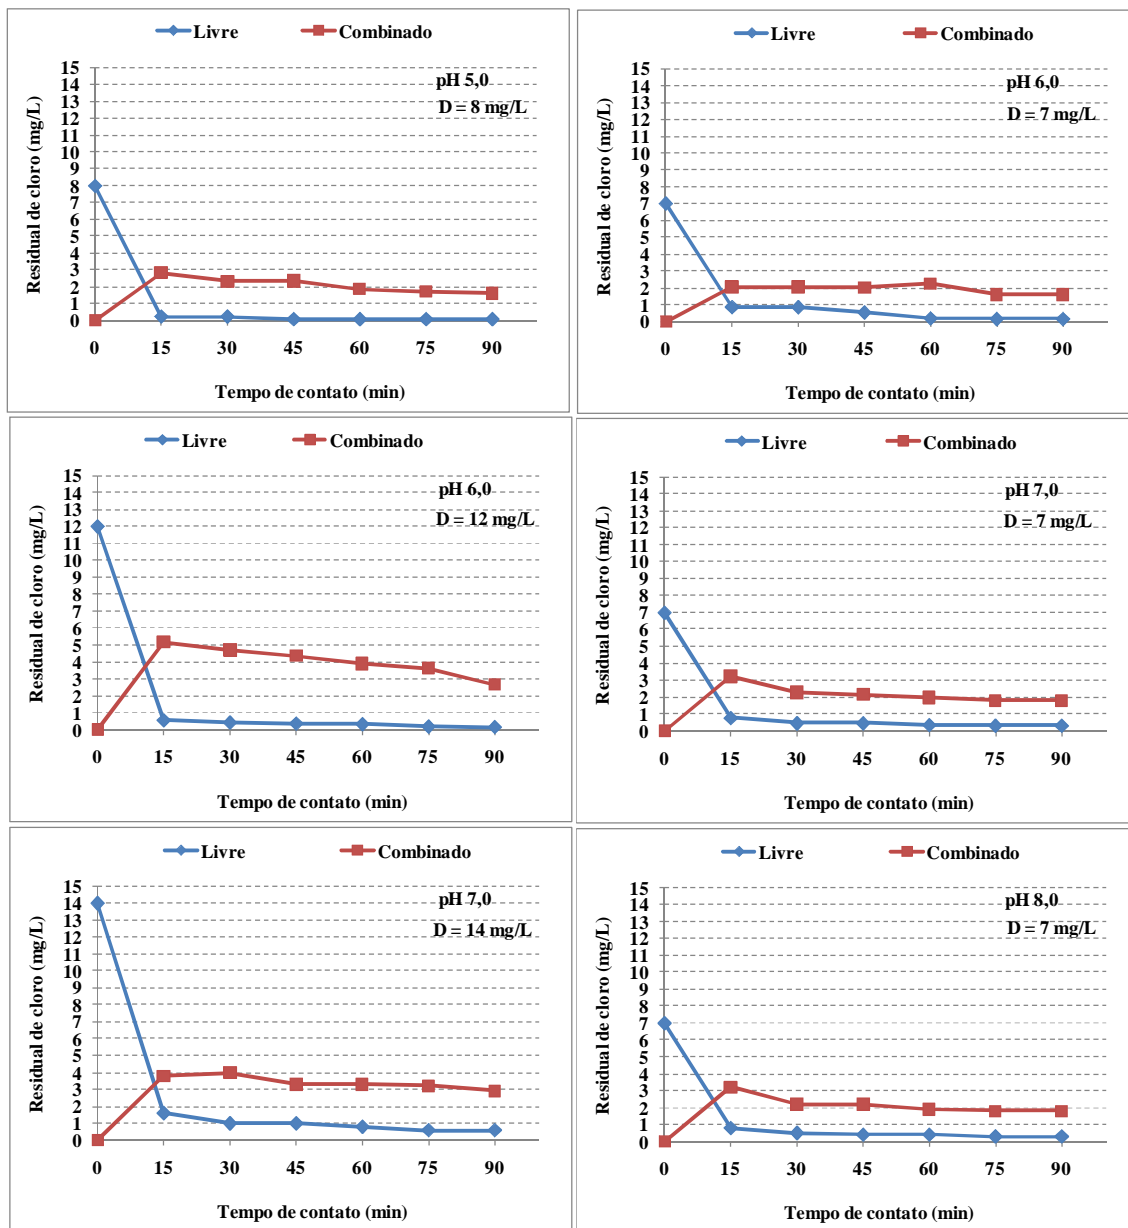 Livre Combinado
Residual de cloro (mg/L)
15
14
13
12
11
10
9
8
7
6
5
4
3
2
1
0
pH 5,0
D = 8 mg/L
0 15 30 45 60 75 90
Tempo de contato (min)
Livre Combinado
Residual de cloro (mg/L)
15
14
13
12
11
10
9
8
7
6
5
4
3
2
1
0
pH 6,0
D = 7 mg/L
0 15 30 45 60 75 90
Tempo de contato (min)
Livre Combinado
Residual de cloro (mg/L)
15
14
13
12
11
10
9
8
7
6
5
4
3
2
1
0
pH 6,0
D = 12 mg/L
0 15 30 45 60 75 90
Tempo de contato (min)
Livre Combinado
Residual de cloro (mg/L)
15
14
13
12
11
10
9
8
7
6
5
4
3
2
1
0
pH 7,0
D = 7 mg/L
0 15 30 45 60 75 90
Tempo de contato (min)
Livre Combinado
Residual de cloro (mg/L)
15
14
13
12
11
10
9
8
7
6
5
4
3
2
1
0
pH 7,0
D = 14 mg/L
0 15 30 45 60 75 90
Tempo de contato (min)
Livre Combinado
Residual de cloro (mg/L)
15
14
13
12
11
10
9
8
7
6
5
4
3
2
1
0
pH 8,0
D = 7 mg/L
0 15 30 45 60 75 90
Tempo de contato (min)